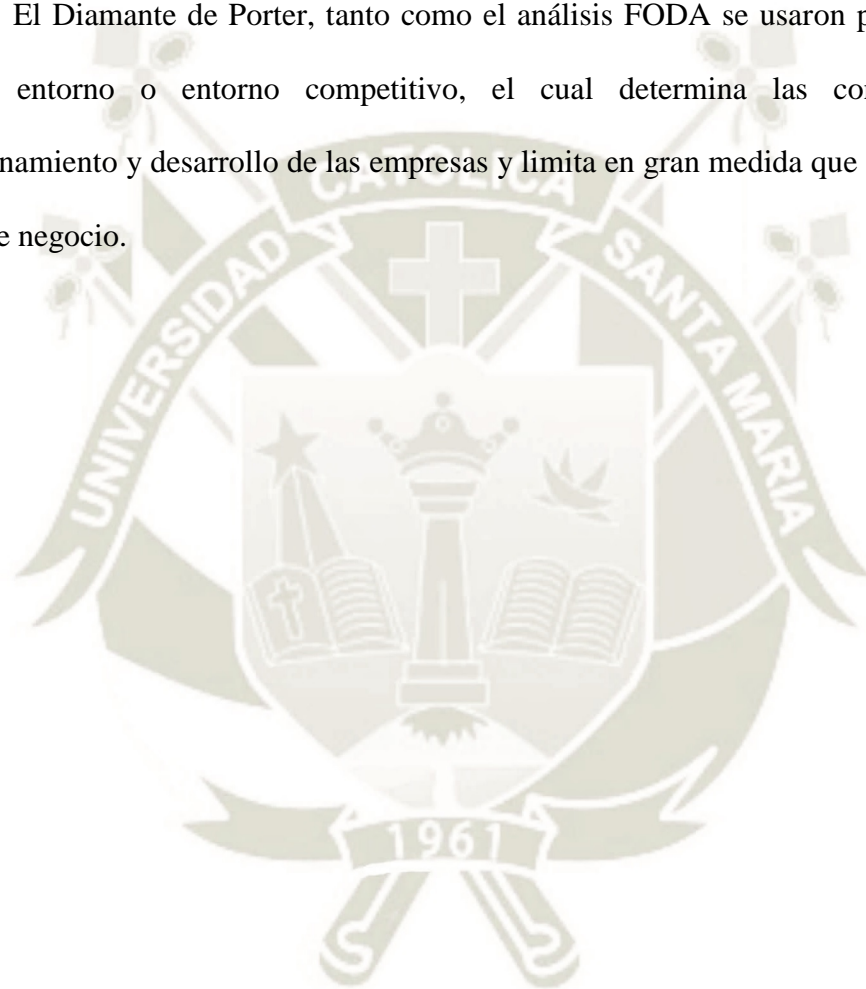 El Diamante de Porter, tanto como el análisis FODA se usaron p
entorno o entorno competitivo, el cual determina las co
namiento y desarrollo de las empresas y limita en gran medida que
e negocio.
CATOLICA
UNIVERSIDAD
SANTA MARIA
1961